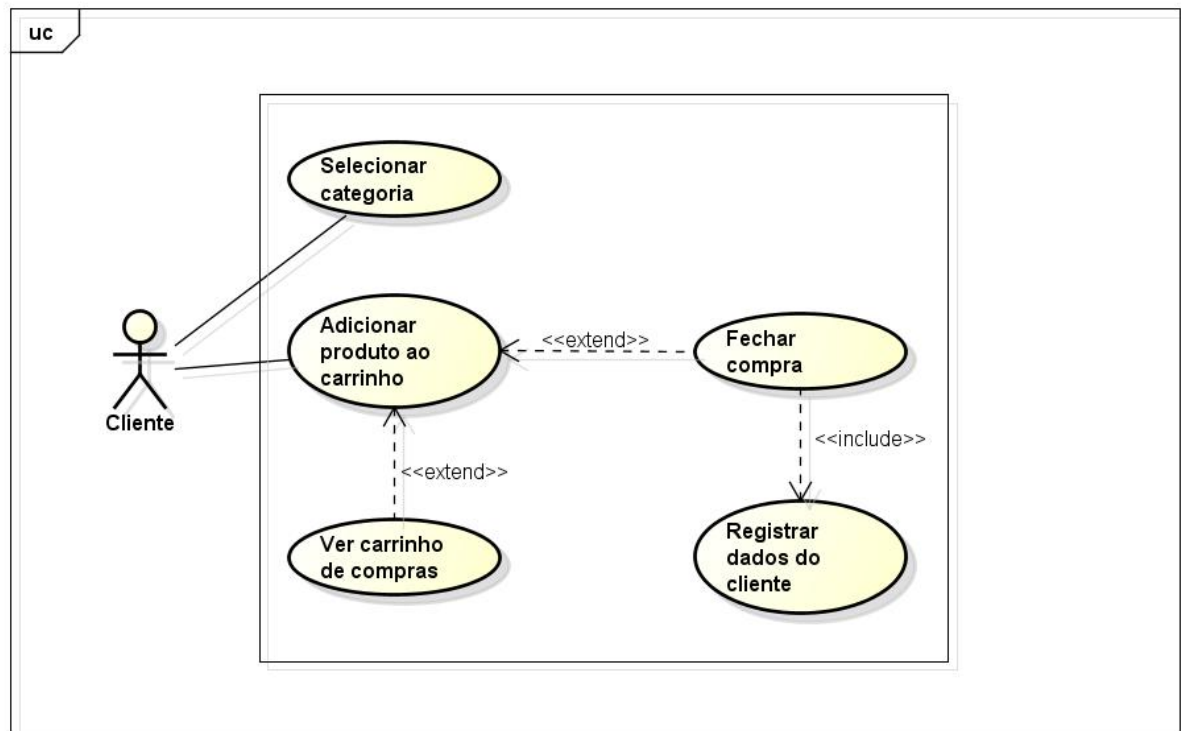 uc
Selecionar
categoria
Adicionar
produto ao
carrinho
<<extend>>
Fechar
compra
Cliente
<<include>>
<<extend>>
Ver carrinho
de compras
Registrar
dados do
cliente